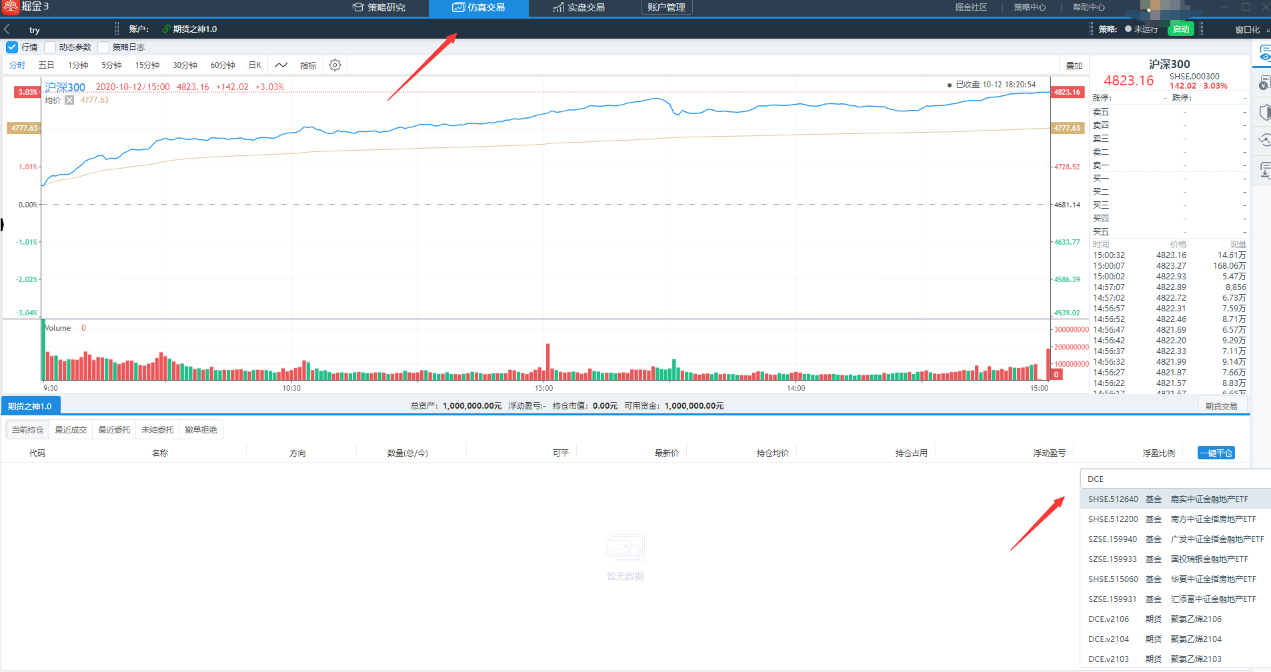 掘金3 策略研究 仿真交易 实盘交易 账户管理 掘金社区 策略中心 帮助中心
try 账户: 期货之神1.0 策略: 未运行 启动 窗口化
行情 动态参数 策略日志
分时 五日 1分钟 5分钟 15分钟 30分钟 60分钟 日K 指标 叠加
沪深300 2020-10-12/15:00 4823.16 +142.02 +3.03% 已收盘 10-12 18:20:54
均价 4777.63
3.03%
4777.63
1.01%
0.00%
-1.01%
-2.02%
-3.04%
4823.16
4777.63
4728.52
4681.14
4633.77
4586.39
4539.02
Volume 0
300000000
200000000
100000000
0
9:30 10:30 13:00 14:00 15:00
沪深300
4823.16 SHSE.000300
142.02 3.03%
涨停: - 跌停: -
卖五 - -
卖四 - -
卖三 - -
卖二 - -
卖一 - -
买一 - -
买二 - -
买三 - -
买四 - -
买五 - -
时间 价格 现量
15:00:32 4823.16 14.61万
15:00:07 4823.27 168.06万
15:00:02 4822.93 5.47万
14:57:07 4822.89 8,856
14:57:02 4822.72 6.73万
14:56:57 4822.31 7.59万
14:56:52 4822.46 8.71万
14:56:47 4821.69 6.57万
14:56:42 4822.20 9.29万
14:56:37 4822.33 7.11万
14:56:32 4821.99 9.14万
14:56:27 4821.87 7.66万
14:56:22 4821.57 8.83万
14:56:17 4821.67 6.65万
期货之神1.0 总资产: 1,000,000.00元 浮动盈亏:- 持仓市值: 0.00元 可用资金: 1,000,000.00元 期货交易
当前持仓 最近成交 最近委托 未结委托 撤单拒绝
代码 名称 方向 数量(总/今) 可平 最新价 持仓均价 持仓占用 浮动盈亏 浮盈比例 一键平仓
暂无数据
DCE
SHSE.512640 基金 嘉实中证金融地产ETF
SHSE.512200 基金 南方中证全指房地产ETF
SZSE.159940 基金 广发中证全指金融地产ETF
SZSE.159933 基金 国投瑞银金融地产ETF
SHSE.515060 基金 华夏中证全指房地产ETF
SZSE.159931 基金 汇添富中证金融地产ETF
DCE.v2106 期货 聚氯乙烯2106
DCE.v2104 期货 聚氯乙烯2104
DCE.v2103 期货 聚氯乙烯2103